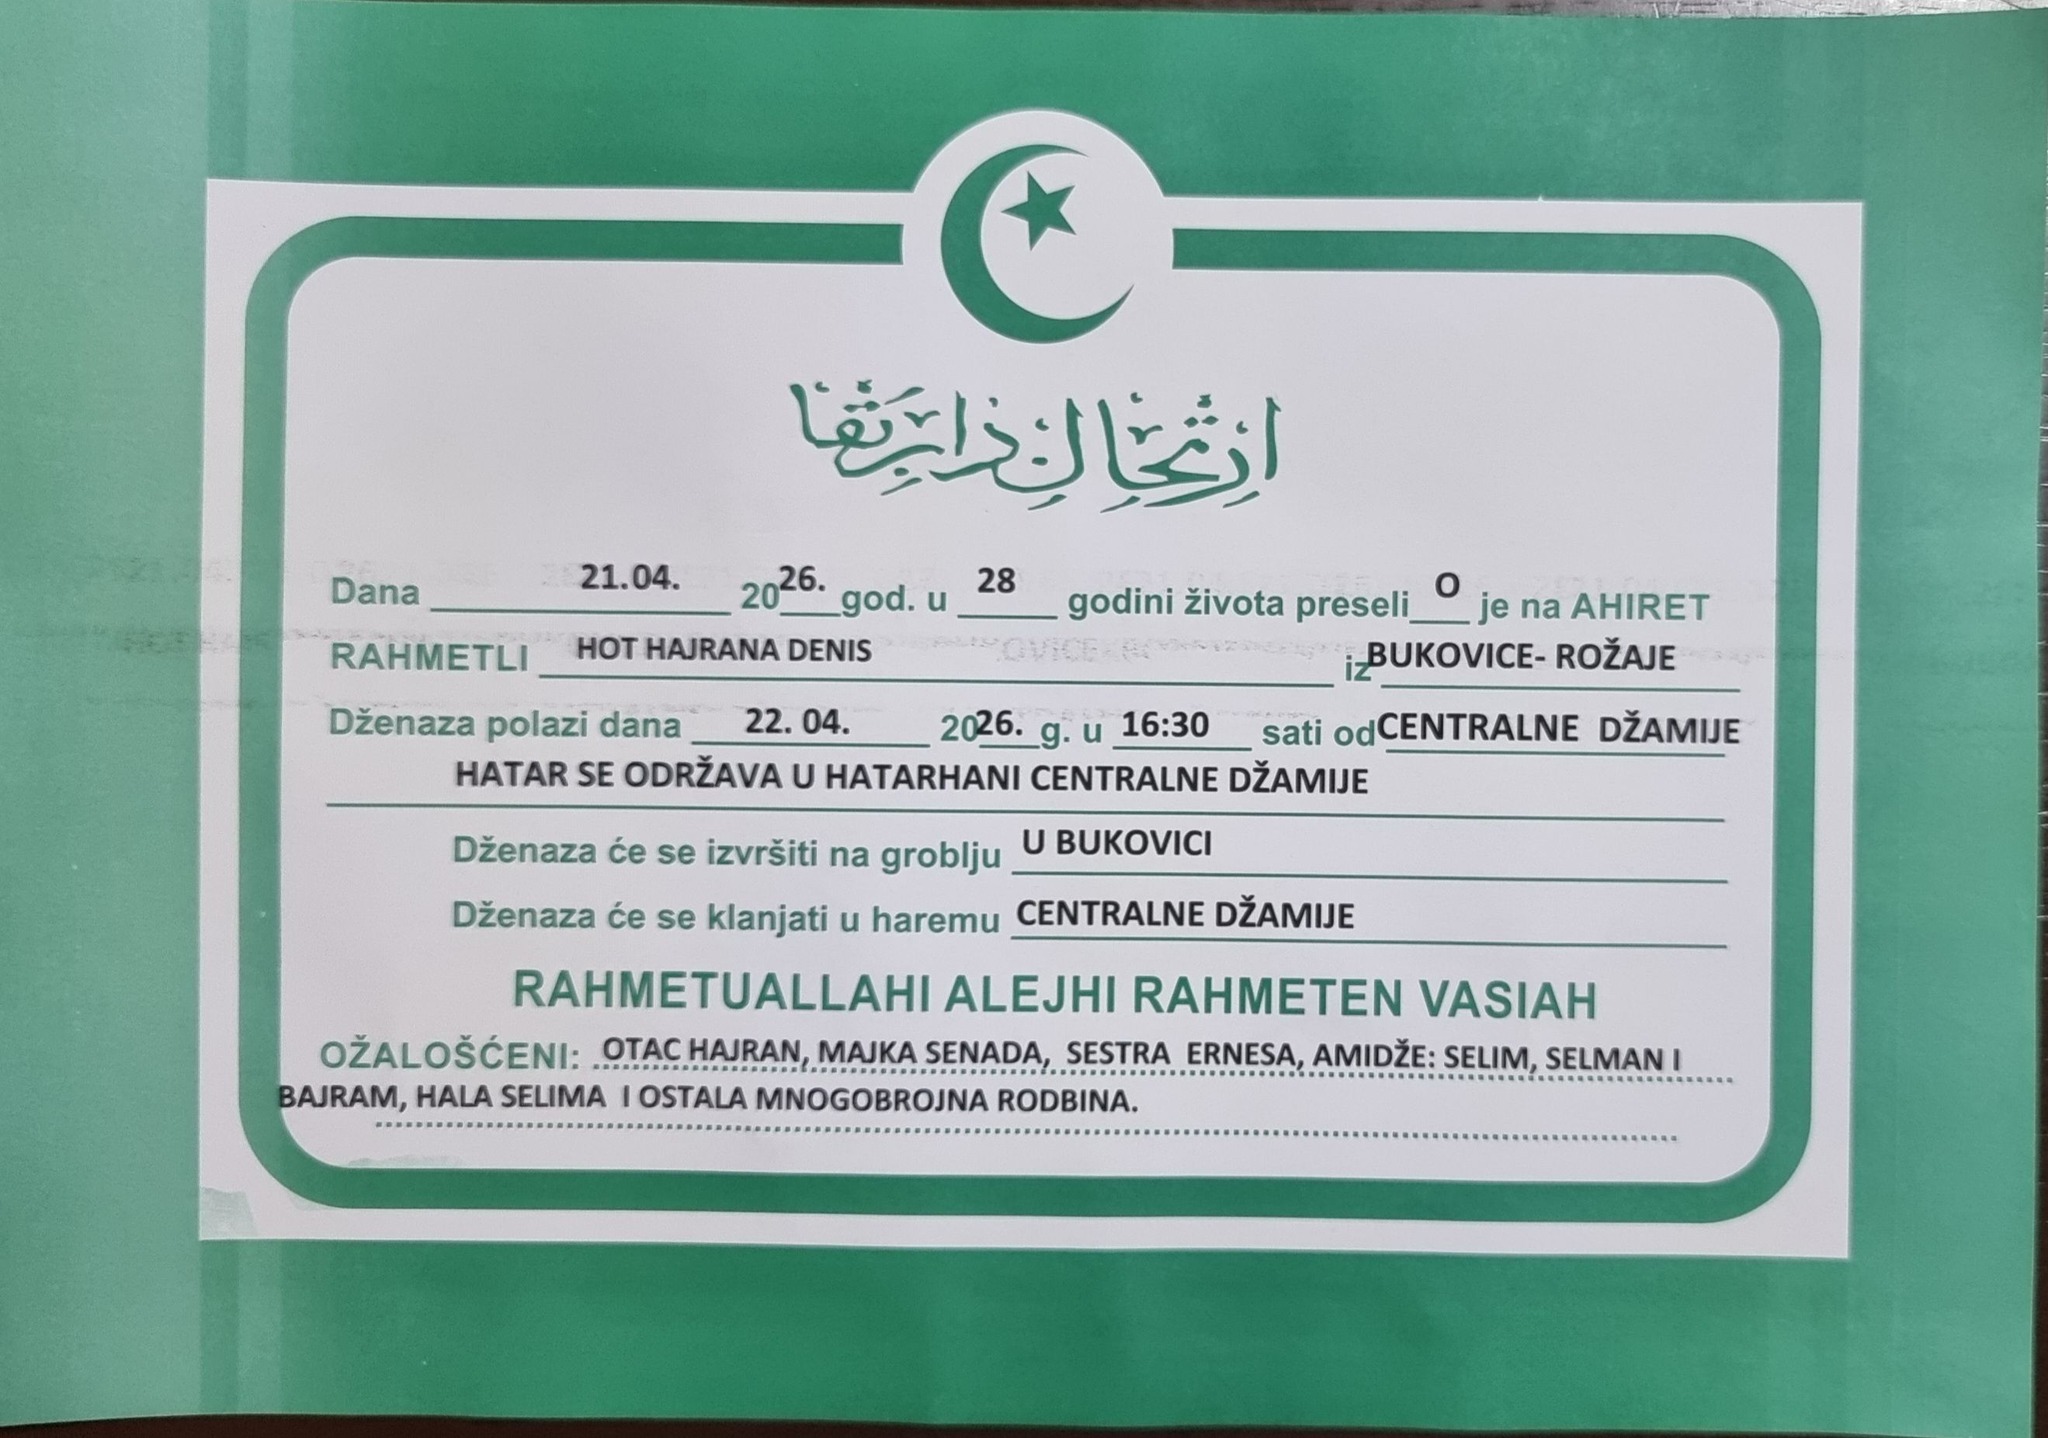 ارتحال دار بقا
Dana 21.04. 2026. god. u 28 godini života preseli O je na AHIRET
RAHMETLI HOT HAJRANA DENIS iz BUKOVICE- ROŽAJE
Dženaza polazi dana 22. 04. 2026. g. u 16:30 sati od CENTRALNE DŽAMIJE
HATAR SE ODRŽAVA U HATARHANI CENTRALNE DŽAMIJE
Dženaza će se izvršiti na groblju U BUKOVICI
Dženaza će se klanjati u haremu CENTRALNE DŽAMIJE
RAHMETUALLAHI ALEJHI RAHMETEN VASIAH
OŽALOŠĆENI: OTAC HAJRAN, MAJKA SENADA, SESTRA ERNESA, AMIDŽE: SELIM, SELMAN I
BAJRAM, HALA SELIMA I OSTALA MNOGOBROJNA RODBINA.